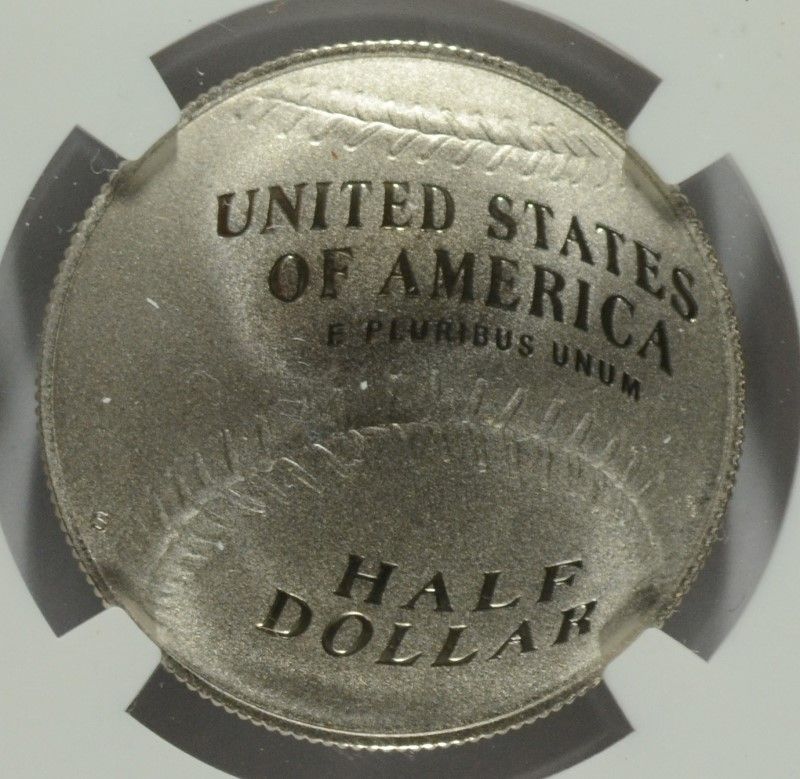 UNITED STATES
OF AMERICA
E PLURIBUS UNUM
S
HALF
DOLLAR